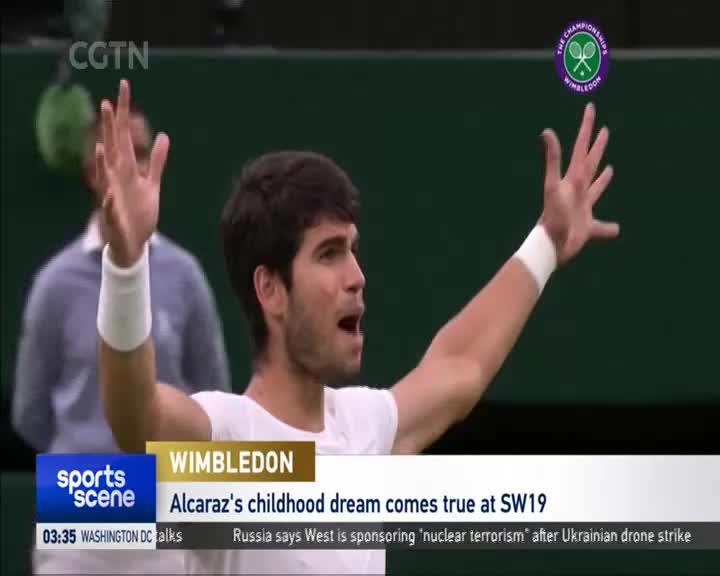 CGTN
THE CHAMPIONSHIPS
WIMBLEDON
WIMBLEDON
sports
scene
Alcaraz's childhood dream comes true at SW19
03:35 WASHINGTON DC
talks Russia says West is sponsoring "nuclear terrorism" after Ukrainian drone strike